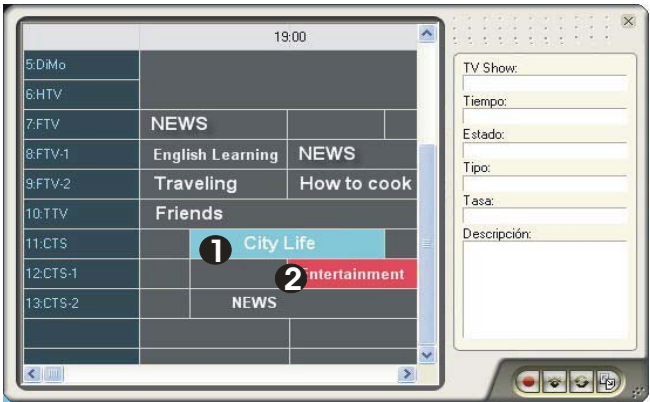 19:00
5:DiMo
6:HTV
7:FTV NEWS
8:FTV-1 English Learning NEWS
9:FTV-2 Traveling How to cook
10:TTV Friends
11:CTS 1 City Life
12:CTS-1 2 Entertainment
13:CTS-2 NEWS
TV Show:
Tiempo:
Estado:
Tipo:
Tasa:
Descripción: